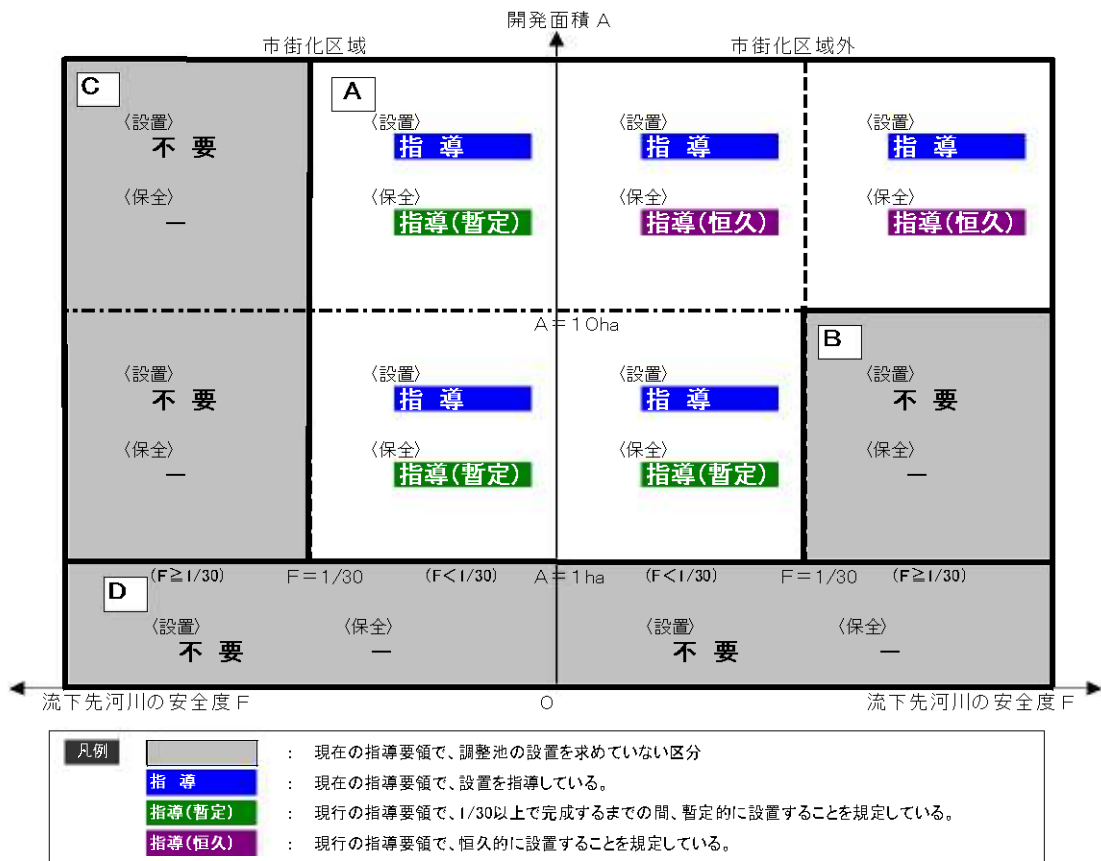 開発面積 A
市街化区域 市街化区域外
C A
〈設置〉 〈設置〉 〈設置〉 〈設置〉
不 要 指 導 指 導 指 導
〈保全〉 〈保全〉 〈保全〉 〈保全〉
― 指導(暫定) 指導(恒久) 指導(恒久)
A=10ha
B
〈設置〉 〈設置〉 〈設置〉 〈設置〉
不 要 指 導 指 導 不 要
〈保全〉 〈保全〉 〈保全〉 〈保全〉
― 指導(暫定) 指導(暫定) ―
(F≧1/30) F=1/30 (F<1/30) A=1ha (F<1/30) F=1/30 (F≧1/30)
D
〈設置〉 〈保全〉 〈設置〉 〈保全〉
不 要 ― 不 要 ―
流下先河川の安全度F O 流下先河川の安全度F
凡例 : 現在の指導要領で、調整池の設置を求めていない区分
指 導 : 現在の指導要領で、設置を指導している。
指導(暫定) : 現行の指導要領で、1/30以上で完成するまでの間、暫定的に設置することを規定している。
指導(恒久) : 現行の指導要領で、恒久的に設置することを規定している。